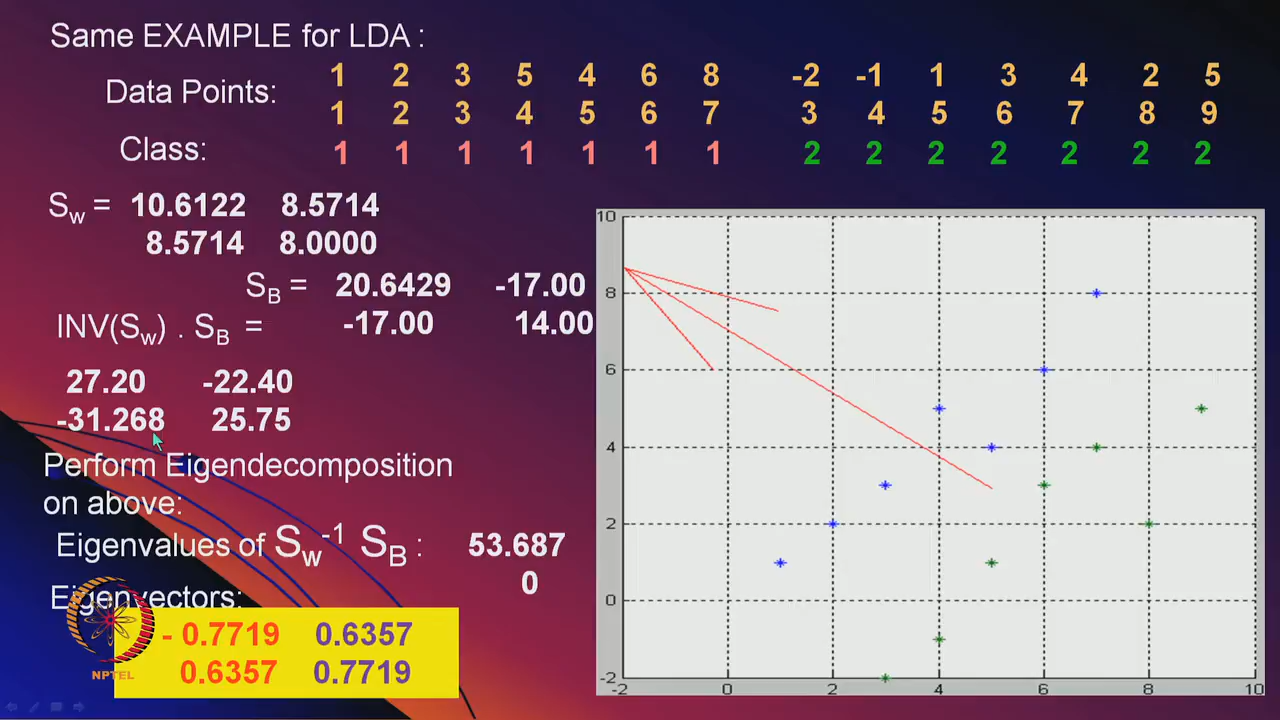 Same EXAMPLE for LDA :
Data Points: 1 2 3 5 4 6 8 -2 -1 1 3 4 2 5
1 2 3 4 5 6 7 3 4 5 6 7 8 9
Class: 1 1 1 1 1 1 1 2 2 2 2 2 2 2
Sw = 10.6122 8.5714
8.5714 8.0000
SB = 20.6429 -17.00
INV(Sw) . SB = -17.00 14.00
27.20 -22.40
-31.268 25.75
Perform Eigendecomposition
on above:
Eigenvalues of Sw-1 SB : 53.687
0
Eigenvectors:
- 0.7719 0.6357
0.6357 0.7719
NPTEL
10
8
6
4
2
0
-2
-2 0 2 4 6 8 10